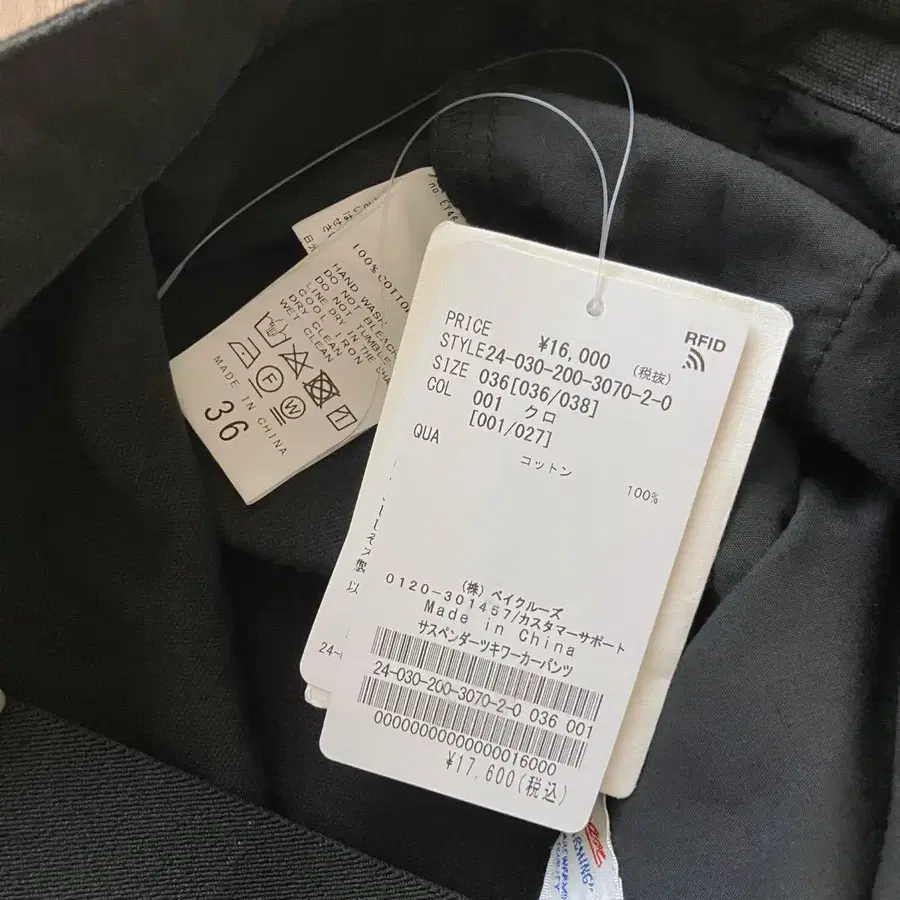 PRICE ¥16,000 (税抜)
RFID
STYLE24-030-200-3070-2-0
SIZE 036[036/038]
COL 001 クロ
[001/027]
QUA
コットン
100%
(株) ベイクルーズ
0120-301457/カスタマーサポート
Made in China
サスペンダーツキワーカーパンツ
24-030-200-3070-2-0 036 001
0000000000000016000
¥17,600(税込)
100% COTTON
HAND WASH
DO NOT BLEACH
DO NOT TUMBLE
LINE DRY IN THE SHA
COOL IRON
DRY CLEAN
WET CLEAN
F
W
MADE IN CHINA
36